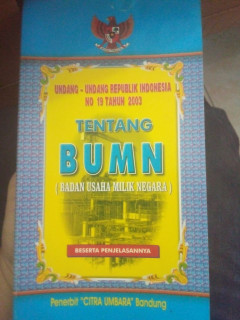 UNDANG - UNDANG REPUBLIK INDONESIA
NO 19 TAHUN 2003
TENTANG
BUMN
( BADAN USAHA MILIK NEGARA )
BESERTA PENJELASANNYA
Penerbit "CITRA UMBARA" Bandung